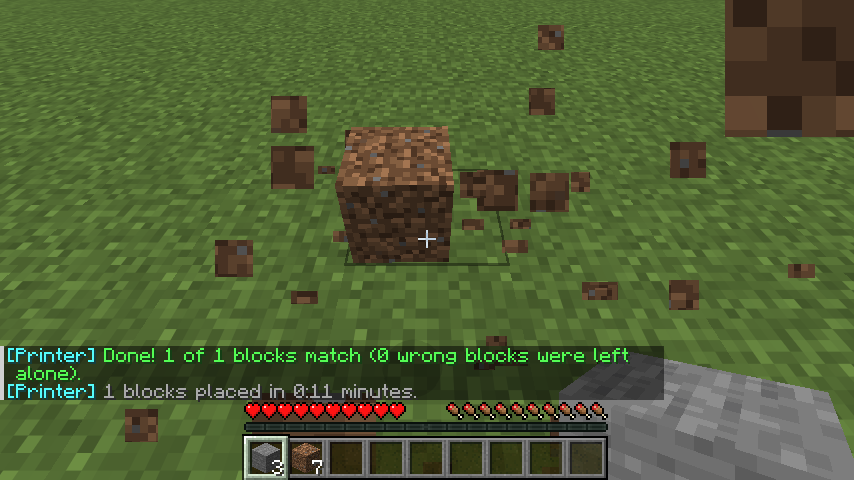 [Printer] Done! 1 of 1 blocks match (0 wrong blocks were left
alone).
[Printer] 1 blocks placed in 0:11 minutes.
3 7